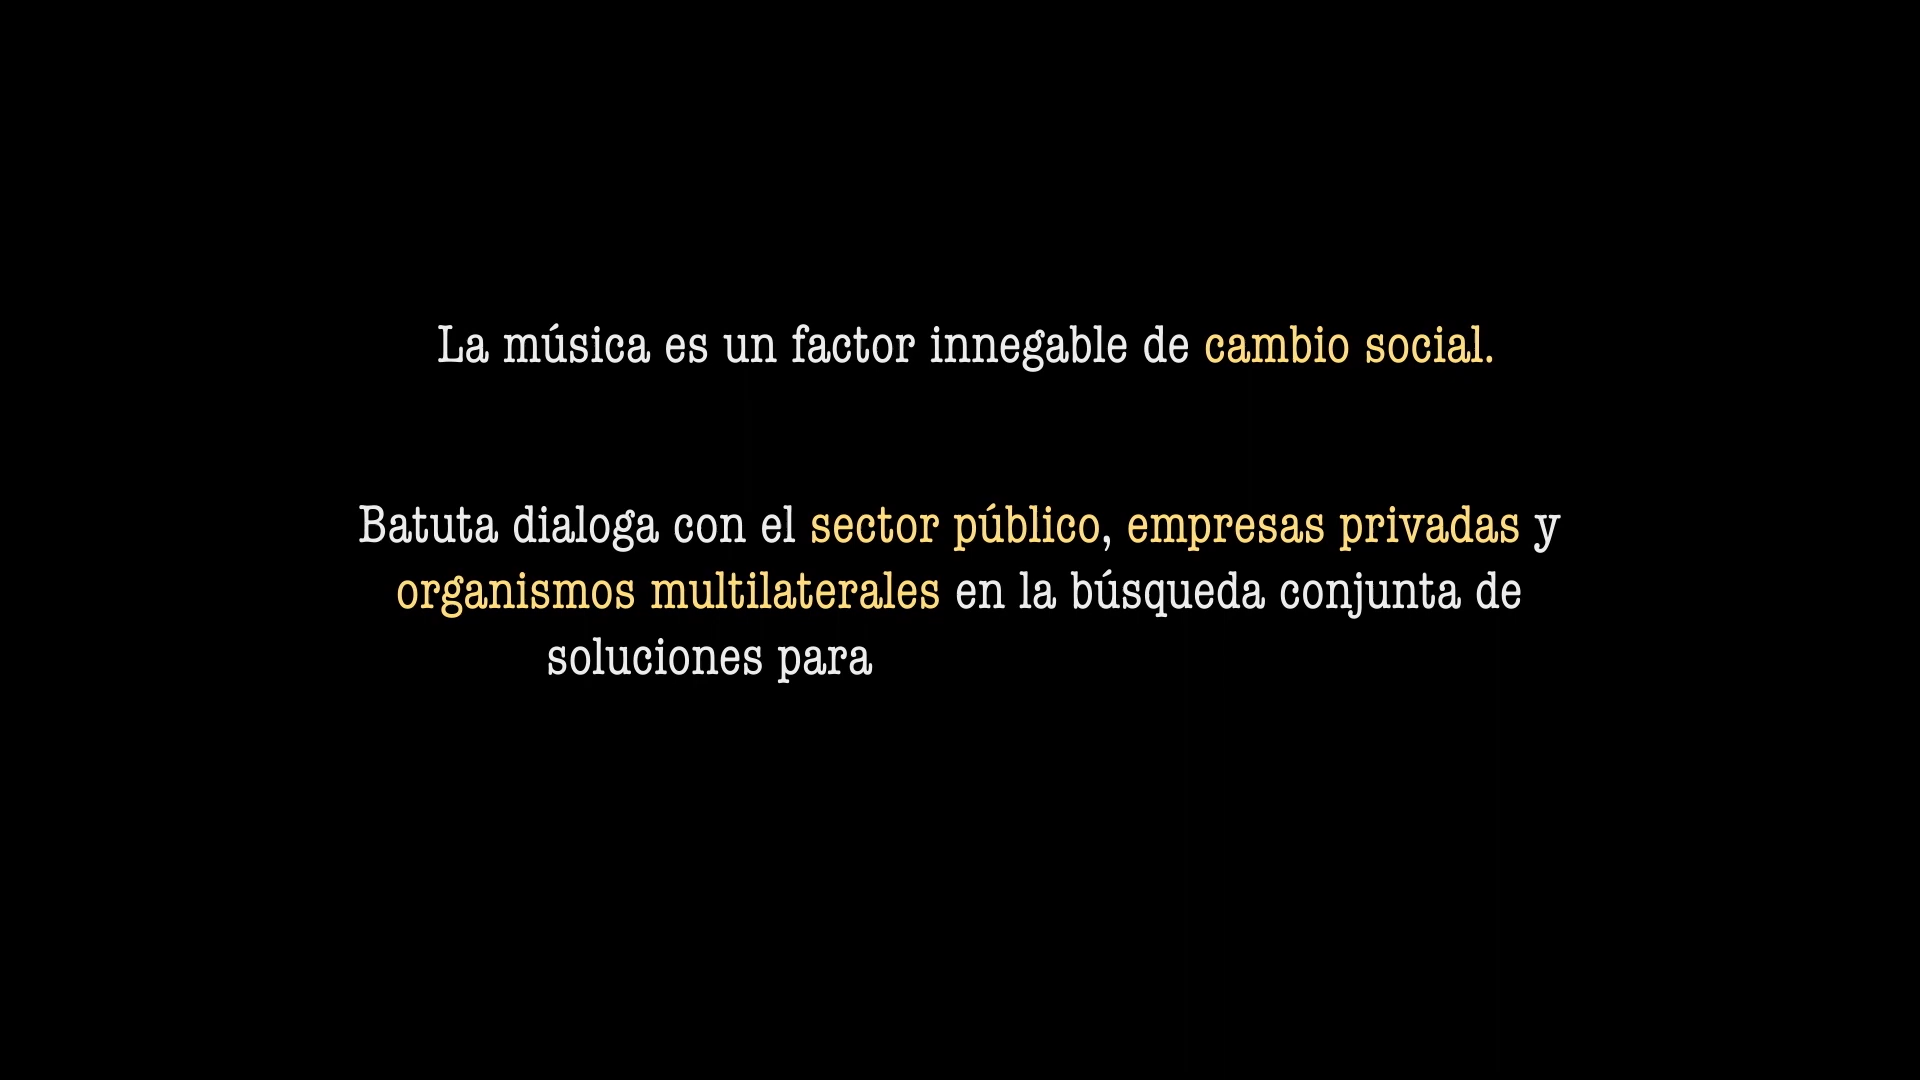 La música es un factor innegable de cambio social.
Batuta dialoga con el sector público, empresas privadas y
organismos multilaterales en la búsqueda conjunta de
soluciones para